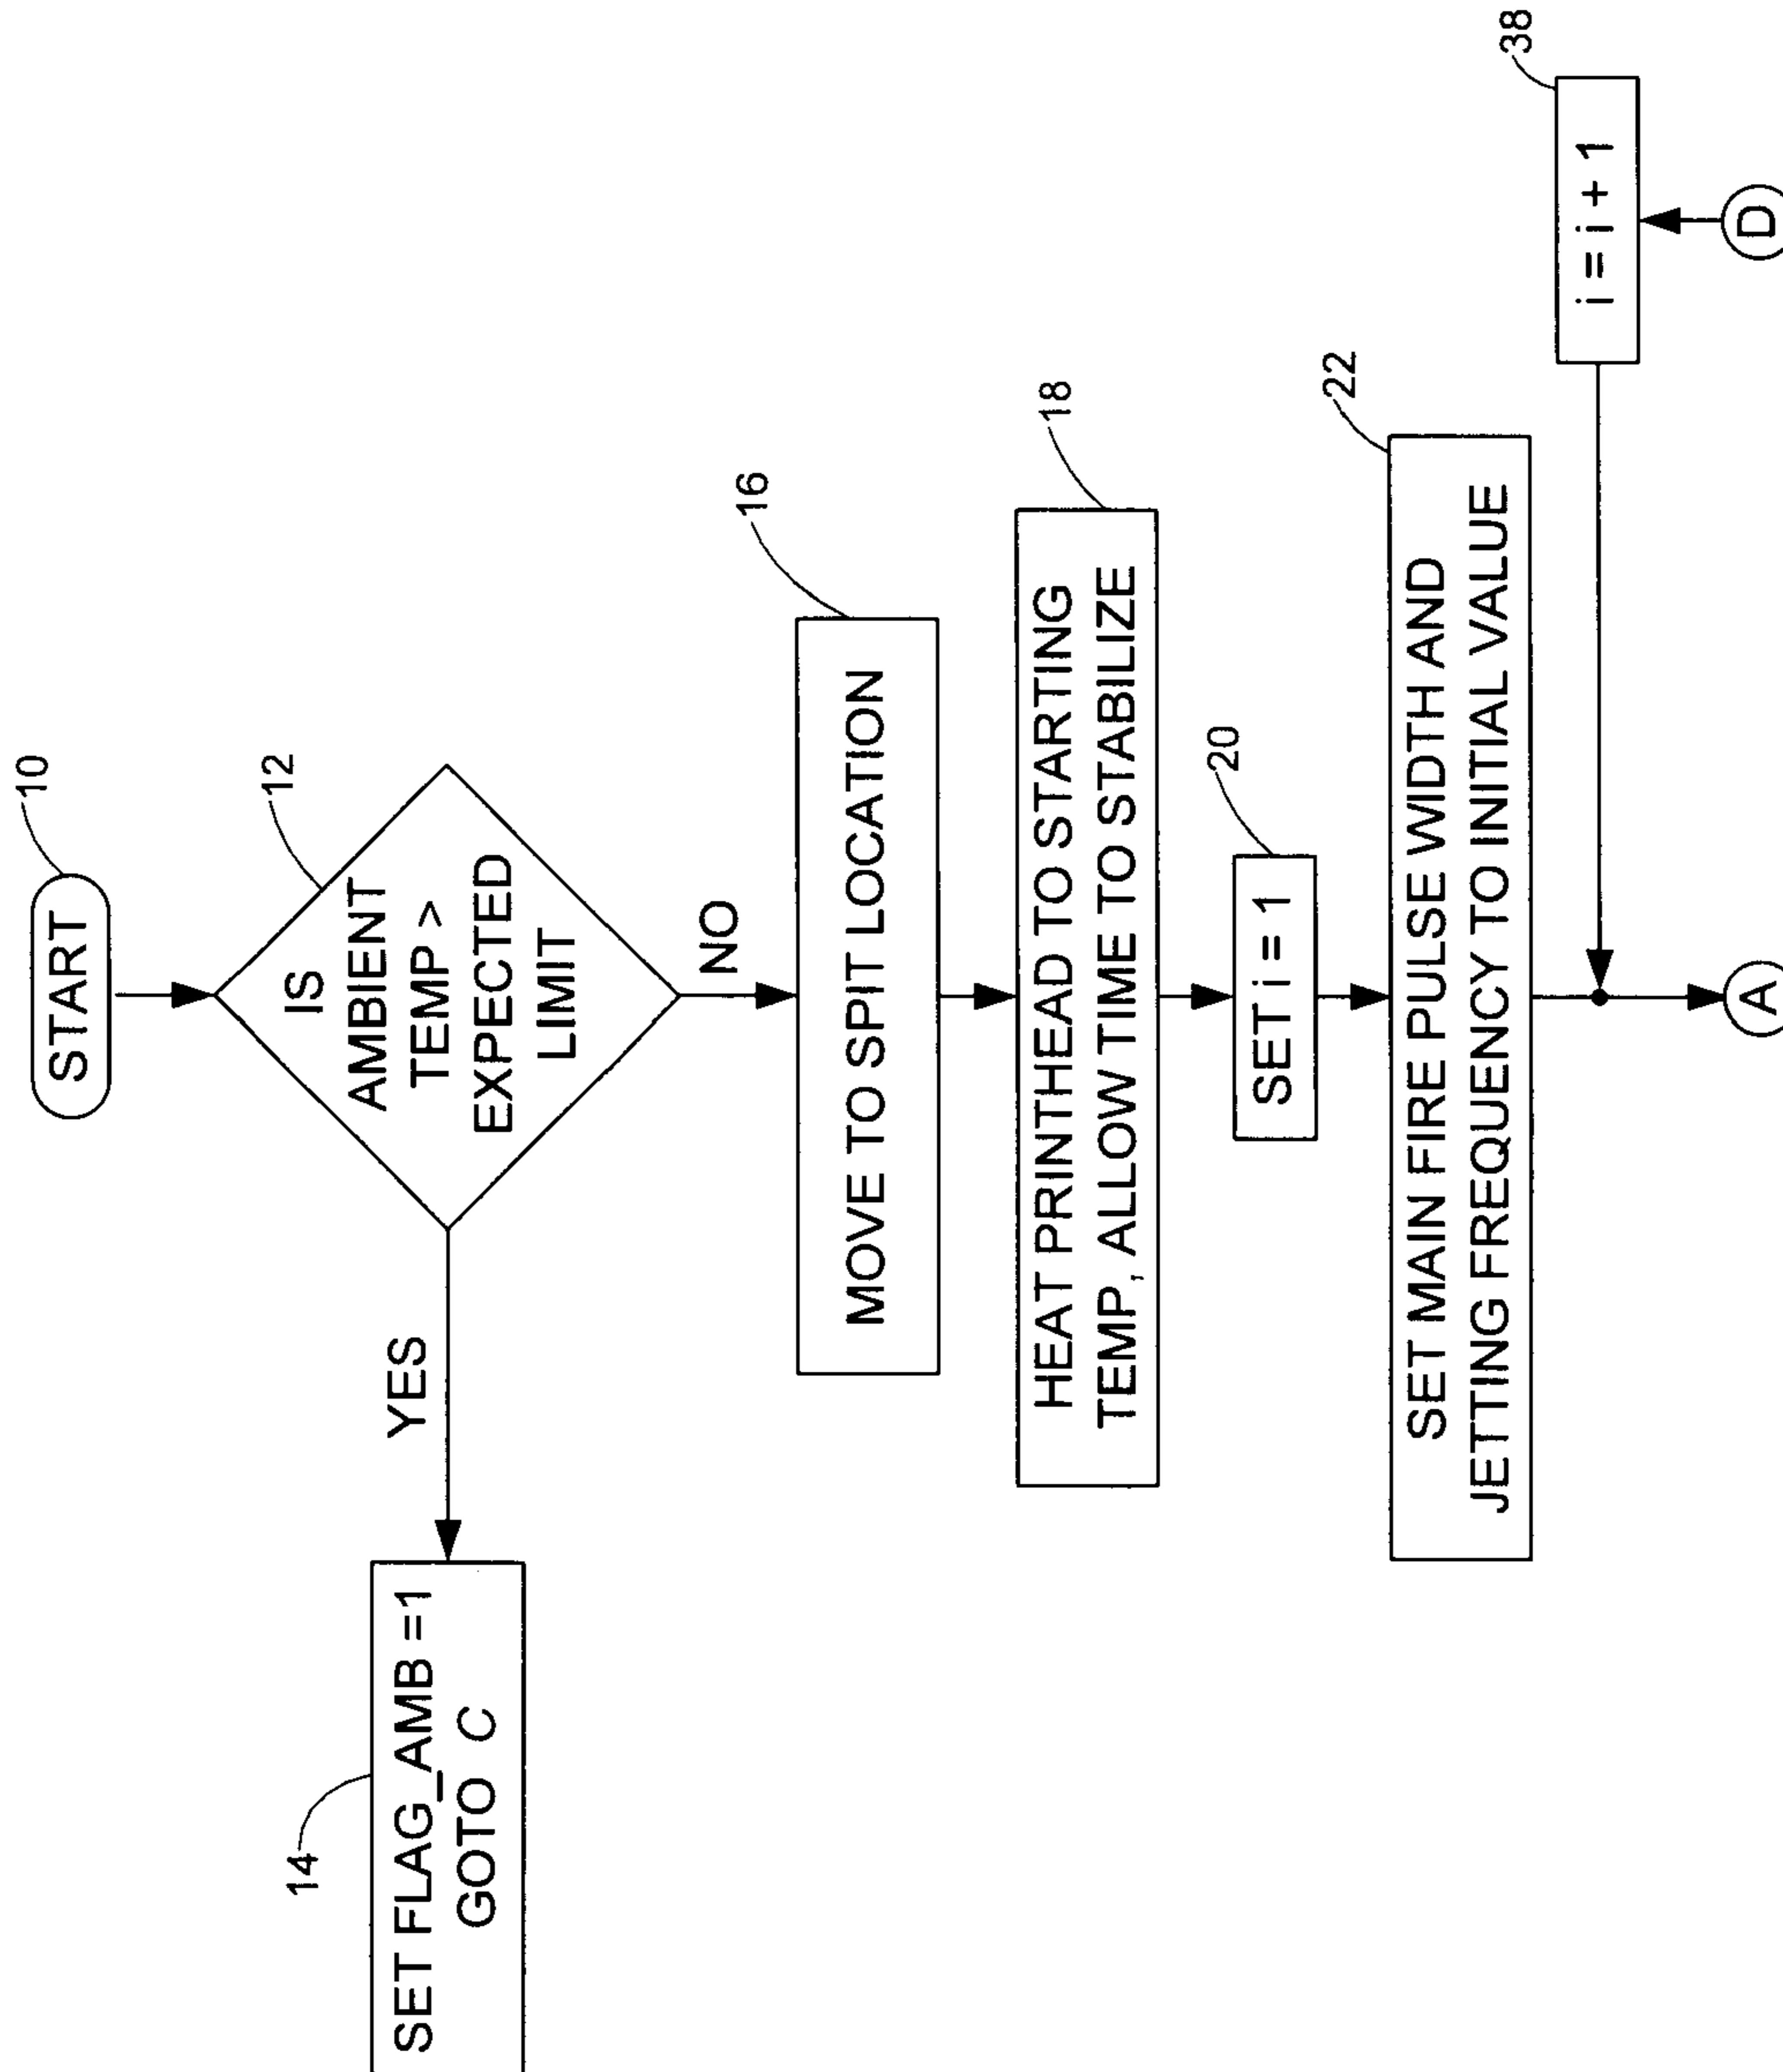 START
10
IS
AMBIENT
TEMP >
EXPECTED
LIMIT
12
YES
NO
SET FLAG_AMB =1
GOTO C
14
MOVE TO SPIT LOCATION
16
HEAT PRINTHEAD TO STARTING
TEMP, ALLOW TIME TO STABILIZE
18
SET i = 1
20
SET MAIN FIRE PULSE WIDTH AND
JETTING FREQUENCY TO INITIAL VALUE
22
i = i + 1
38
A
D